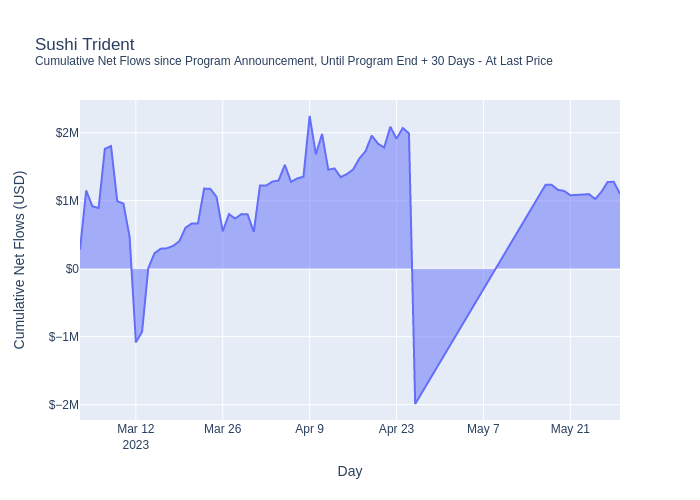 Sushi Trident
Cumulative Net Flows since Program Announcement, Until Program End + 30 Days - At Last Price
Cumulative Net Flows (USD)
$2M
$1M
$0
$−1M
$−2M
Mar 12
2023
Mar 26
Apr 9
Apr 23
May 7
May 21
Day